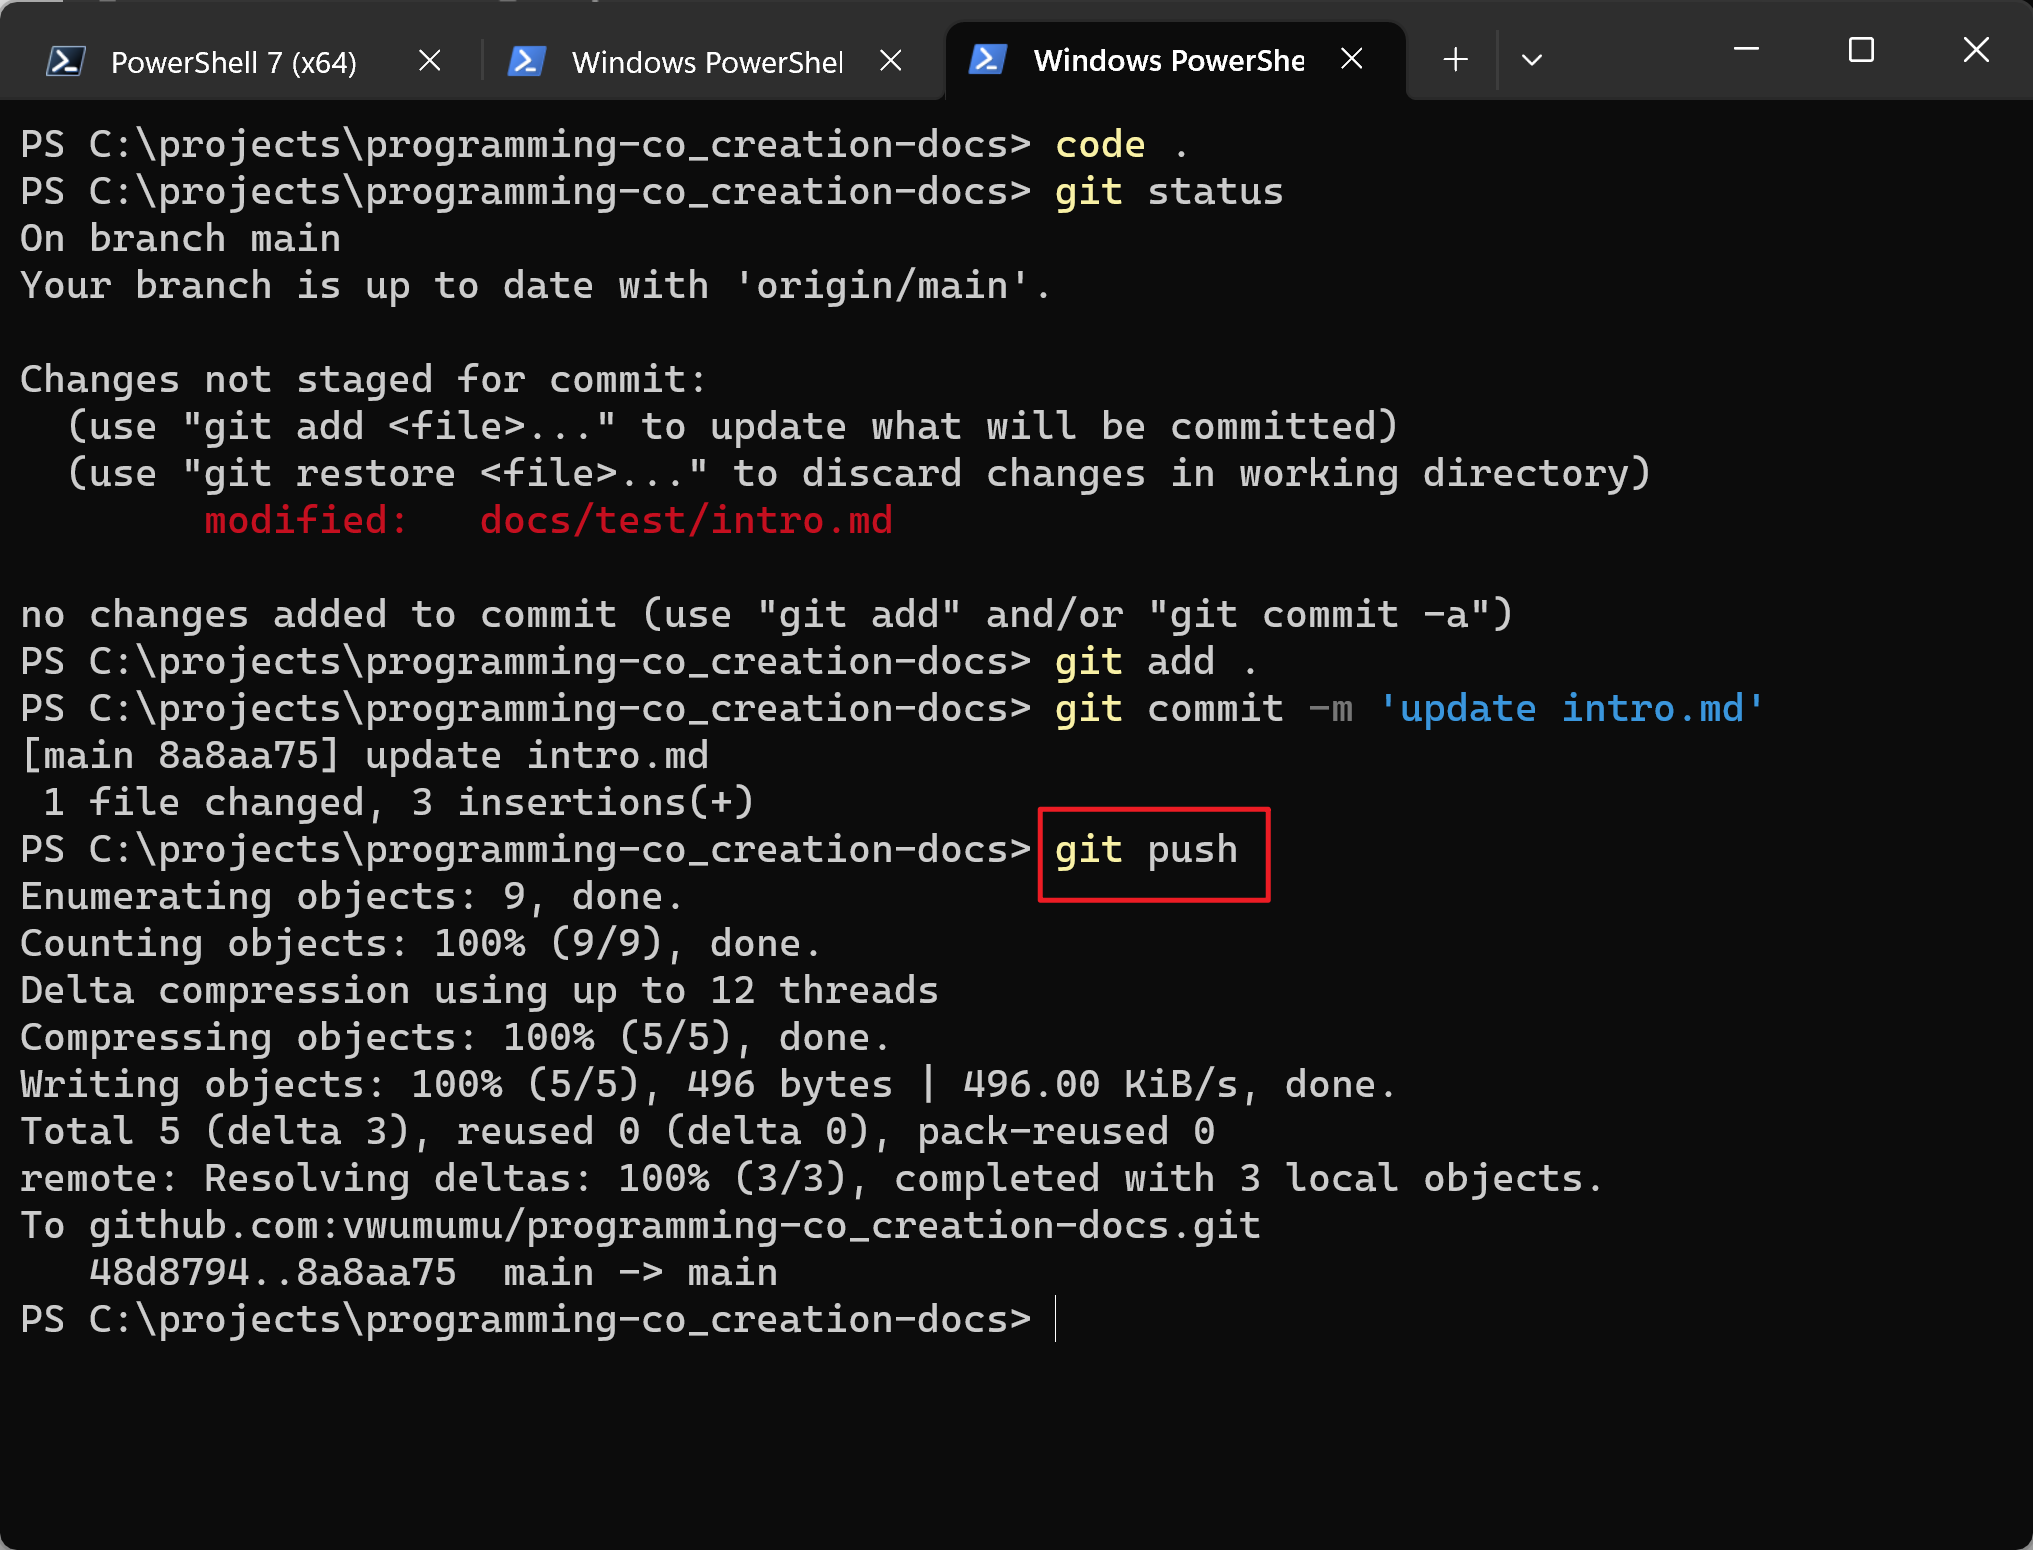 PowerShell 7 (x64)
Windows PowerShel
Windows PowerShe
PS C:\projects\programming-co_creation-docs> code .
PS C:\projects\programming-co_creation-docs> git status
On branch main
Your branch is up to date with 'origin/main'.
Changes not staged for commit:
  (use "git add <file>..." to update what will be committed)
  (use "git restore <file>..." to discard changes in working directory)
        modified:   docs/test/intro.md
no changes added to commit (use "git add" and/or "git commit -a")
PS C:\projects\programming-co_creation-docs> git add .
PS C:\projects\programming-co_creation-docs> git commit -m 'update intro.md'
[main 8a8aa75] update intro.md
 1 file changed, 3 insertions(+)
PS C:\projects\programming-co_creation-docs> git push
Enumerating objects: 9, done.
Counting objects: 100% (9/9), done.
Delta compression using up to 12 threads
Compressing objects: 100% (5/5), done.
Writing objects: 100% (5/5), 496 bytes | 496.00 KiB/s, done.
Total 5 (delta 3), reused 0 (delta 0), pack-reused 0
remote: Resolving deltas: 100% (3/3), completed with 3 local objects.
To github.com:vwumumu/programming-co_creation-docs.git
   48d8794..8a8aa75  main -> main
PS C:\projects\programming-co_creation-docs>